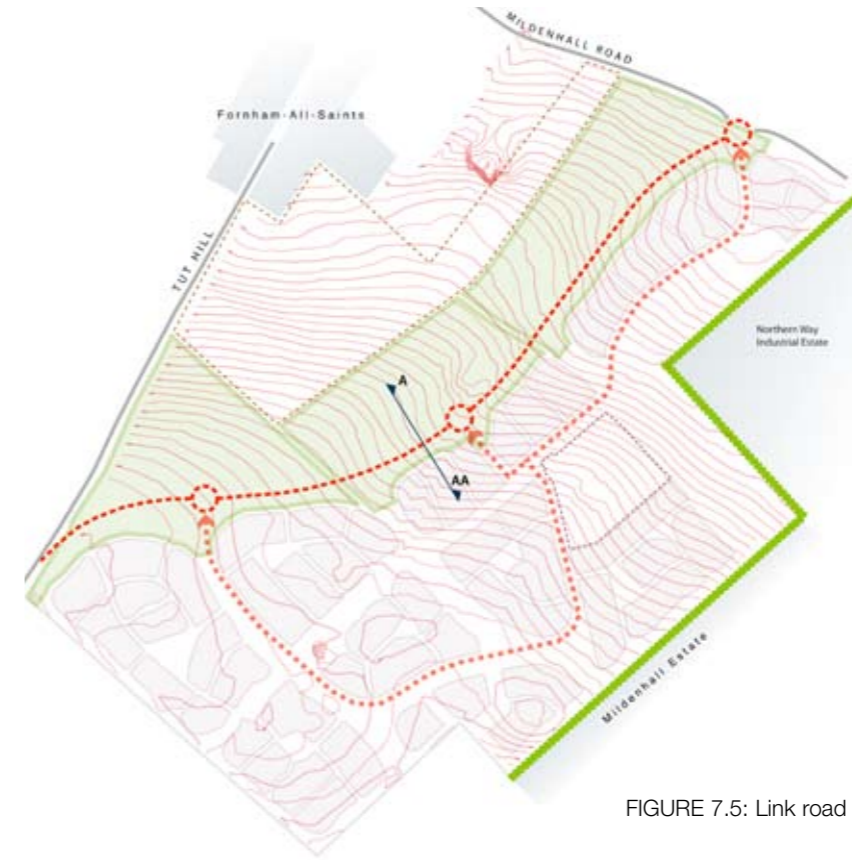 MILDENHALL ROAD
Fornham-All-Saints
TUT HILL
Northern Way
Industrial Estate
A
AA
Mildenhall Estate
FIGURE 7.5: Link road